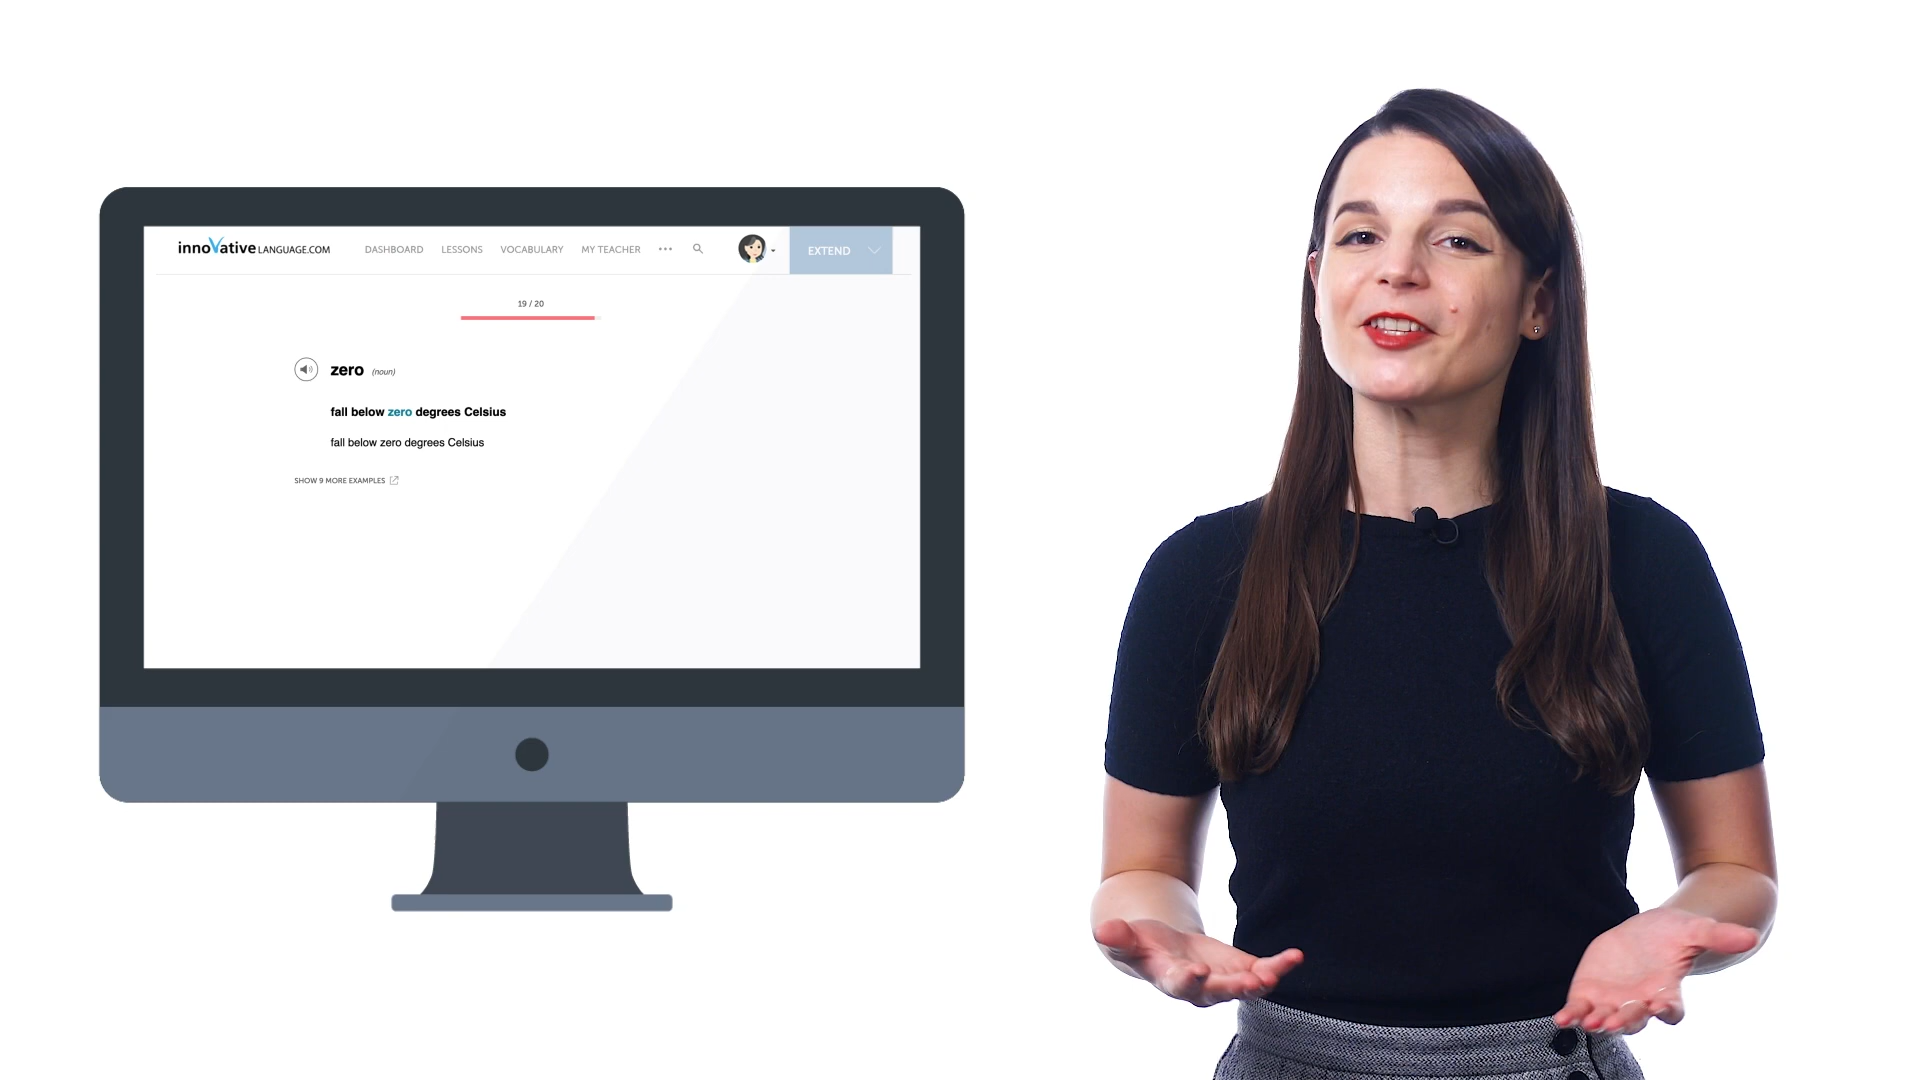 innoVative LANGUAGE.COM DASHBOARD LESSONS VOCABULARY MY TEACHER EXTEND
19 / 20
zero (noun)
fall below zero degrees Celsius
fall below zero degrees Celsius
SHOW 9 MORE EXAMPLES